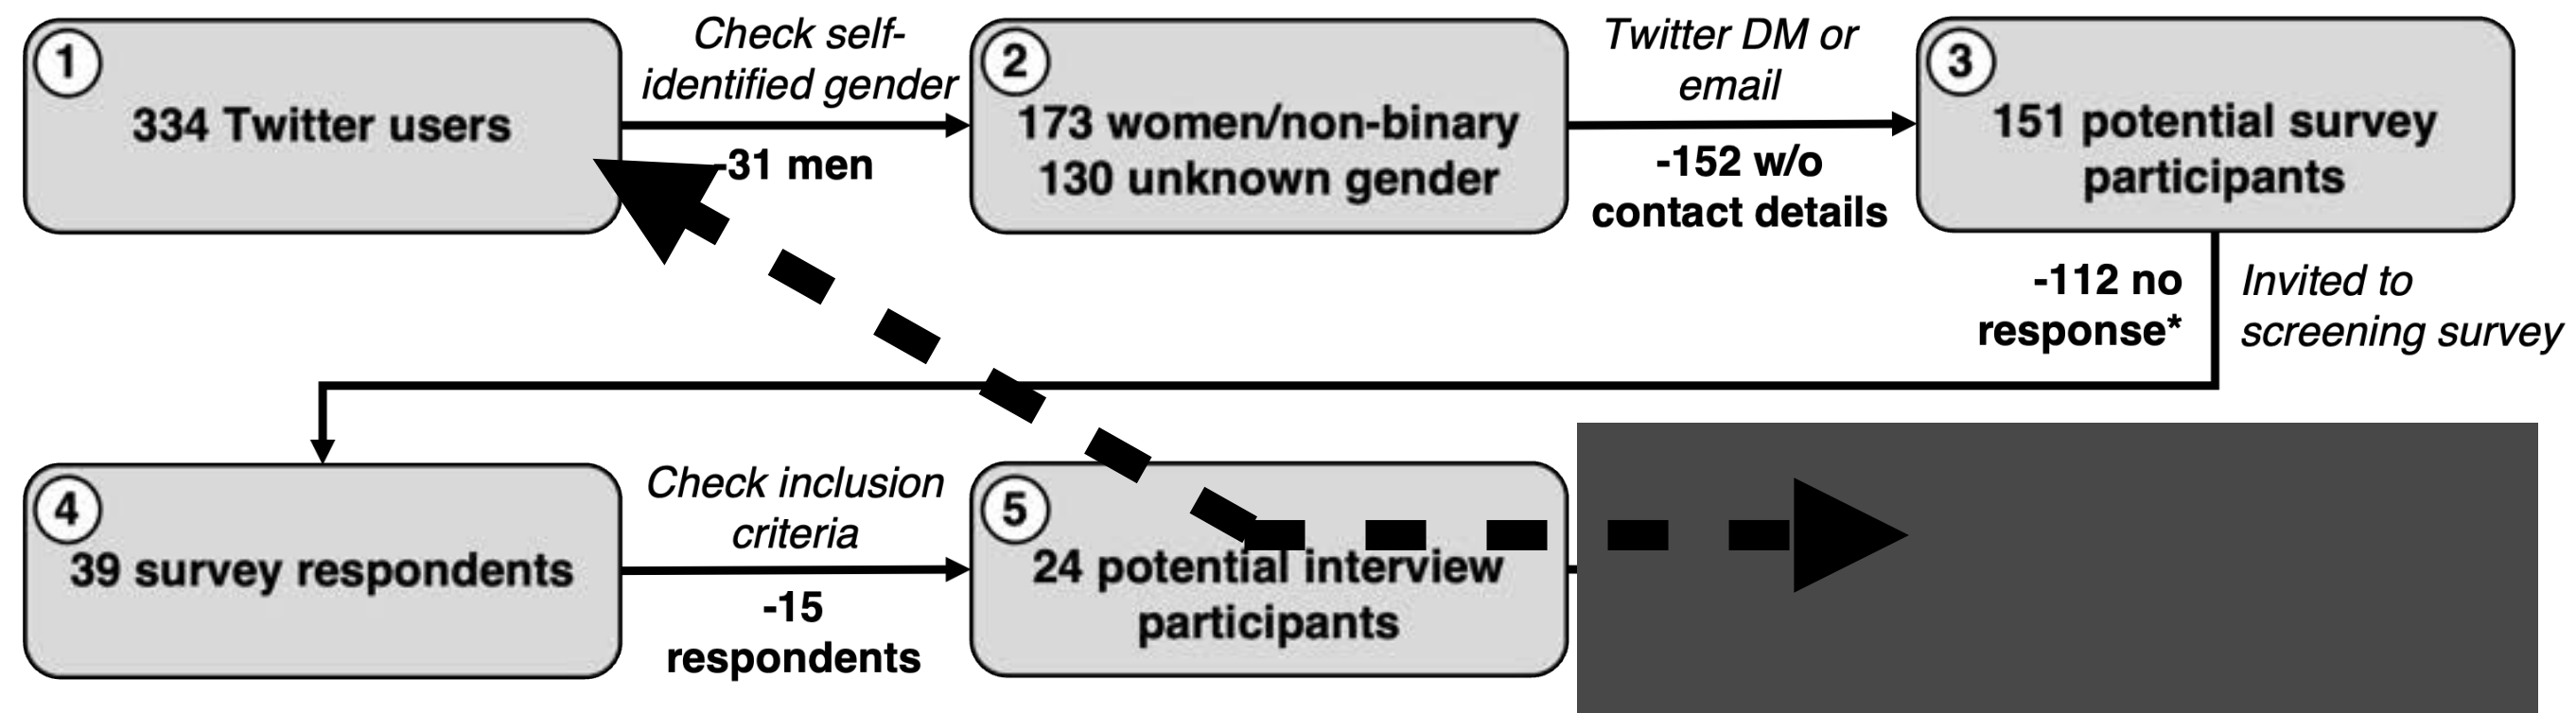 1
334 Twitter users
Check self-
identified gender
-31 men
2
173 women/non-binary
130 unknown gender
Twitter DM or
email
-152 w/o
contact details
3
151 potential survey
participants
-112 no
response*
Invited to
screening survey
4
39 survey respondents
Check inclusion
criteria
-15
respondents
5
24 potential interview
participants